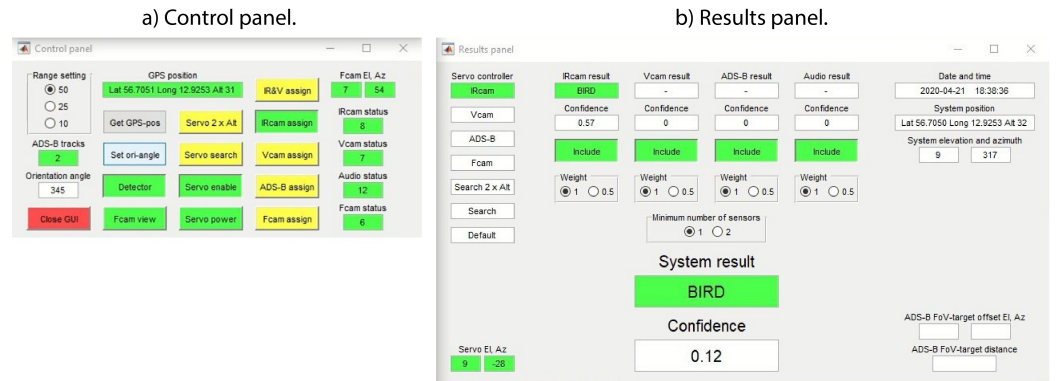 a) Control panel.
b) Results panel.
Control panel
Range setting
50
25
10
GPS position
Lat 56.7051 Long 12.9253 Alt 31
IR&V assign
Fcam El, Az
7 54
Get GPS-pos
Servo 2 x Alt
IRcam assign
IRcam status
8
ADS-B tracks
2
Set ori-angle
Servo search
Vcam assign
Vcam status
7
Orientation angle
345
Detector
Servo enable
ADS-B assign
Audio status
12
Close GUI
Fcam view
Servo power
Fcam assign
Fcam status
6
Results panel
Servo controller
IRcam
Vcam
ADS-B
Fcam
Search 2 x Alt
Search
Default
Servo El, Az
9 -28
IRcam result
BIRD
Confidence
0.57
Include
Weight
1 0.5
Vcam result
-
Confidence
0
Include
Weight
1 0.5
ADS-B result
-
Confidence
0
Include
Weight
1 0.5
Audio result
-
Confidence
0
Include
Weight
1 0.5
Minimum number of sensors
1 2
System result
BIRD
Confidence
0.12
Date and time
2020-04-21 18:38:36
System position
Lat 56.7050 Long 12.9253 Alt 32
System elevation and azimuth
9 317
ADS-B FoV-target offset El, Az
ADS-B FoV-target distance